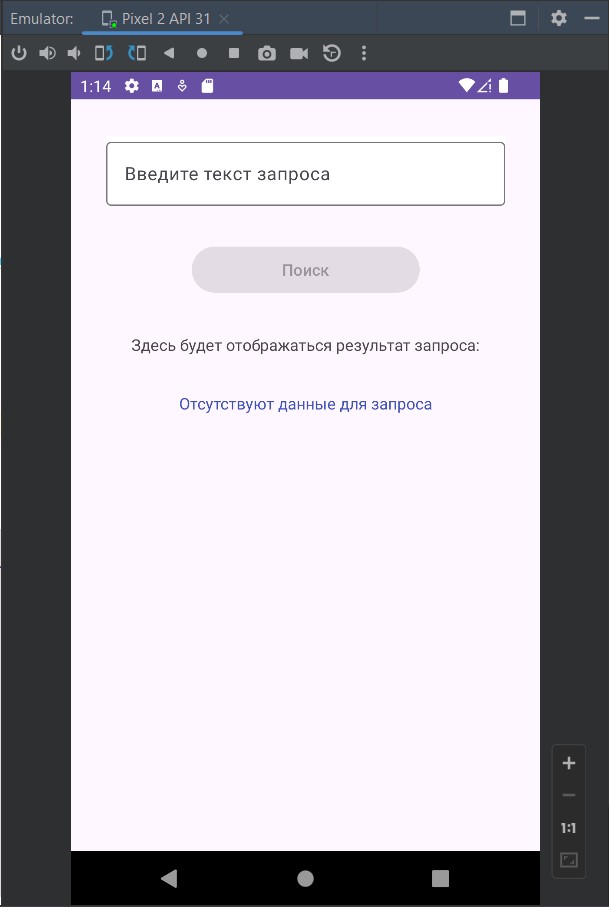 Emulator: Pixel 2 API 31
1:14
Введите текст запроса
Поиск
Здесь будет отображаться результат запроса:
Отсутствуют данные для запроса
1:1